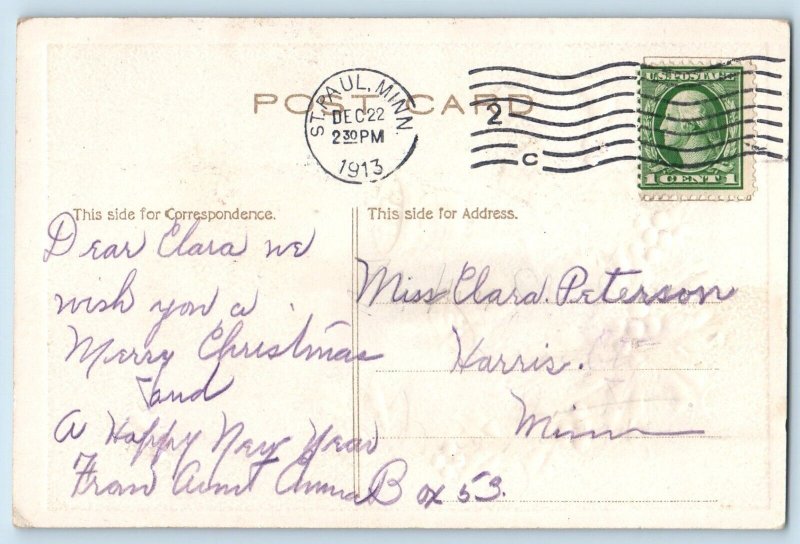 POST CARD
ST. PAUL, MINN.
DEC 22
2 30 PM
1913
2
C
U.S. POSTAGE
1 CENT 1
This side for Correspondence.
This side for Address.
Dear Clara we
wish you a
Merry Christmas
and
A Happy New Year
From Aunt Anna
Miss Clara. Peterson
Harris.
Minn
Box 53.